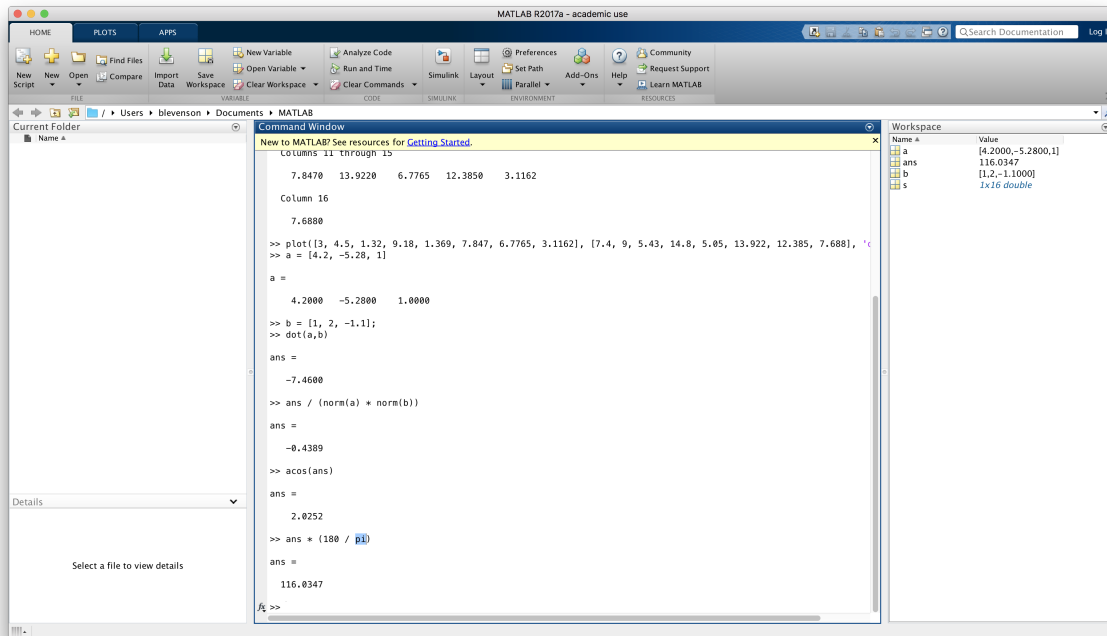 MATLAB R2017a - academic use
HOME PLOTS APPS
Search Documentation Log
New Script New Open Find Files Compare
Import Data Save Workspace New Variable Open Variable Clear Workspace
Analyze Code Run and Time Clear Commands
Simulink Layout Preferences Set Path Parallel Add-Ons
Help Community Request Support Learn MATLAB
FILE VARIABLE CODE SIMULINK ENVIRONMENT RESOURCES
/ Users blevenson Documents MATLAB
Current Folder
Name
Details
Select a file to view details
Command Window
New to MATLAB? See resources for Getting Started.
Columns 11 through 15
7.8470 13.9220 6.7765 12.3850 3.1162
Column 16
7.6880
>> plot([3, 4.5, 1.32, 9.18, 1.369, 7.847, 6.7765, 3.1162], [7.4, 9, 5.43, 14.8, 5.05, 13.922, 12.385, 7.688], '
>> a = [4.2, -5.28, 1]
a =
4.2000 -5.2800 1.0000
>> b = [1, 2, -1.1];
>> dot(a,b)
ans =
-7.4600
>> ans / (norm(a) * norm(b))
ans =
-0.4389
>> acos(ans)
ans =
2.0252
>> ans * (180 / pi)
ans =
116.0347
fx >>
Workspace
Name Value
a [4.2000,-5.2800,1]
ans 116.0347
b [1,2,-1.1000]
s 1x16 double